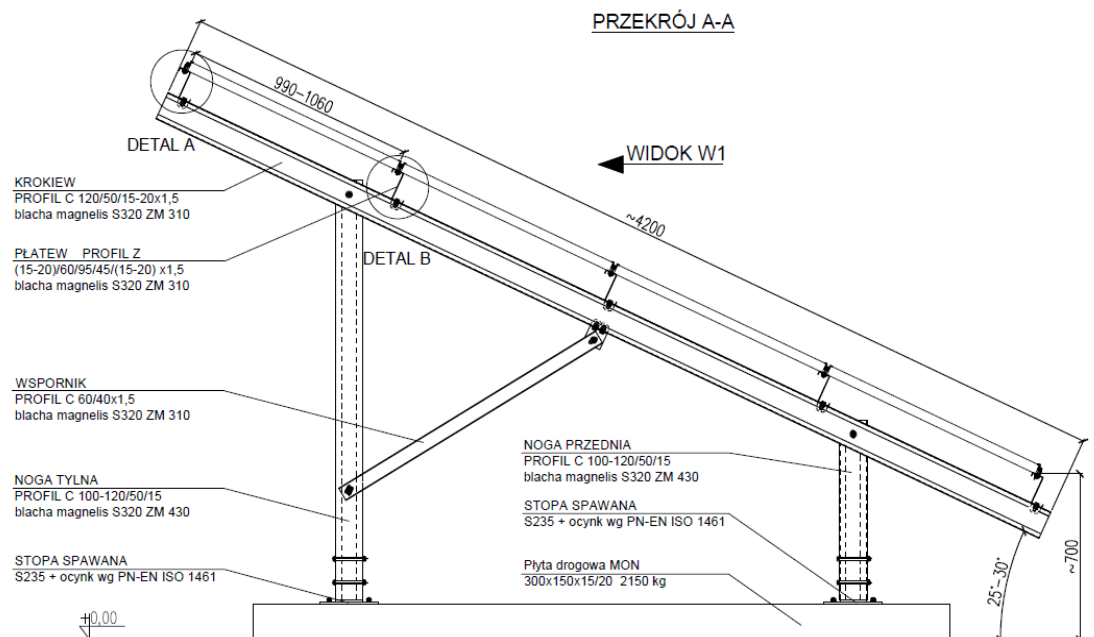 PRZEKRÓJ A-A
990-1060
DETAL A
WIDOK W1
KROKIEW
PROFIL C 120/50/15-20x1,5
blacha magnelis S320 ZM 310
~4200
PŁATEW PROFIL Z
(15-20)/60/95/45/(15-20) x1,5
blacha magnelis S320 ZM 310
DETAL B
WSPORNIK
PROFIL C 60/40x1,5
blacha magnelis S320 ZM 310
NOGA PRZEDNIA
PROFIL C 100-120/50/15
blacha magnelis S320 ZM 430
NOGA TYLNA
PROFIL C 100-120/50/15
blacha magnelis S320 ZM 430
STOPA SPAWANA
S235 + ocynk wg PN-EN ISO 1461
STOPA SPAWANA
S235 + ocynk wg PN-EN ISO 1461
Płyta drogowa MON
300x150x15/20 2150 kg
25°-30°
~700
±0,00